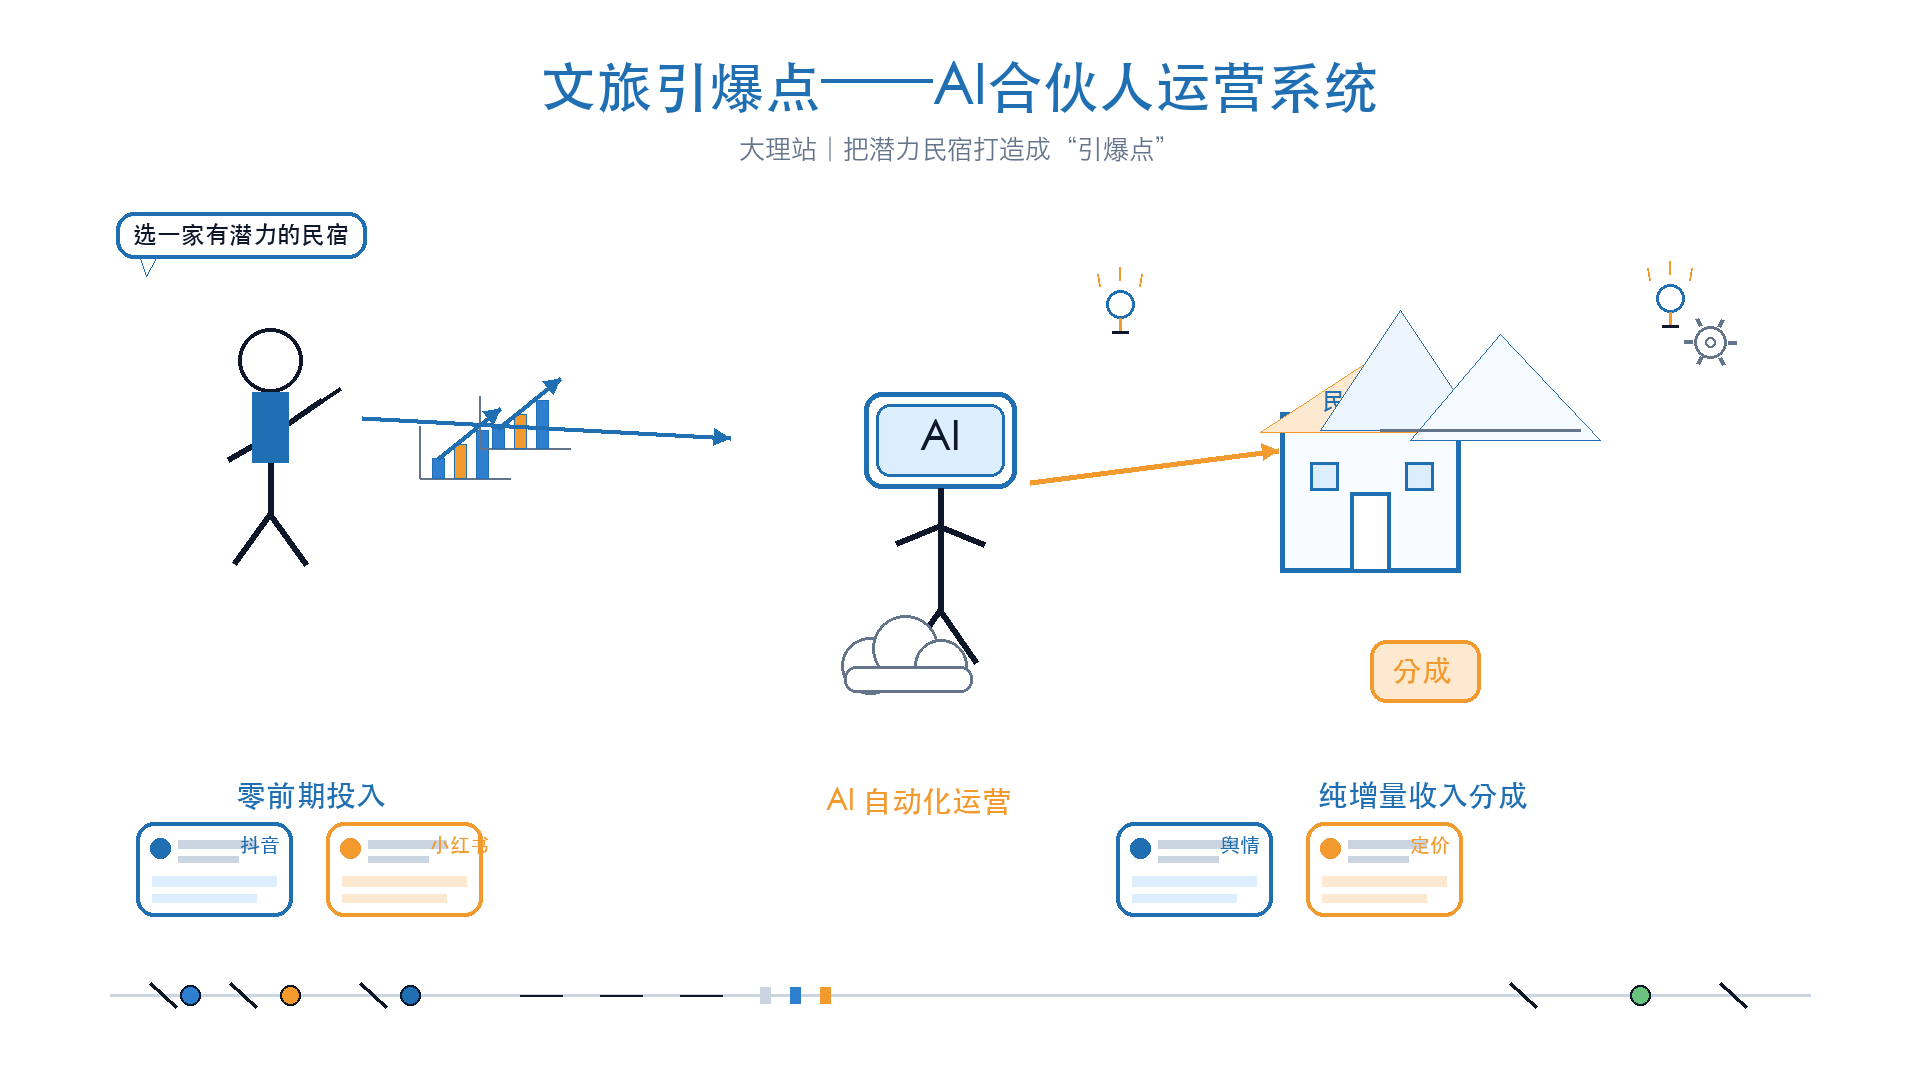 文旅引爆点——AI合伙人运营系统
大理站｜把潜力民宿打造成“引爆点”
选一家有潜力的民宿
AI
民
分成
零前期投入
AI 自动化运营
纯增量收入分成
抖音
小红书
舆情
定价